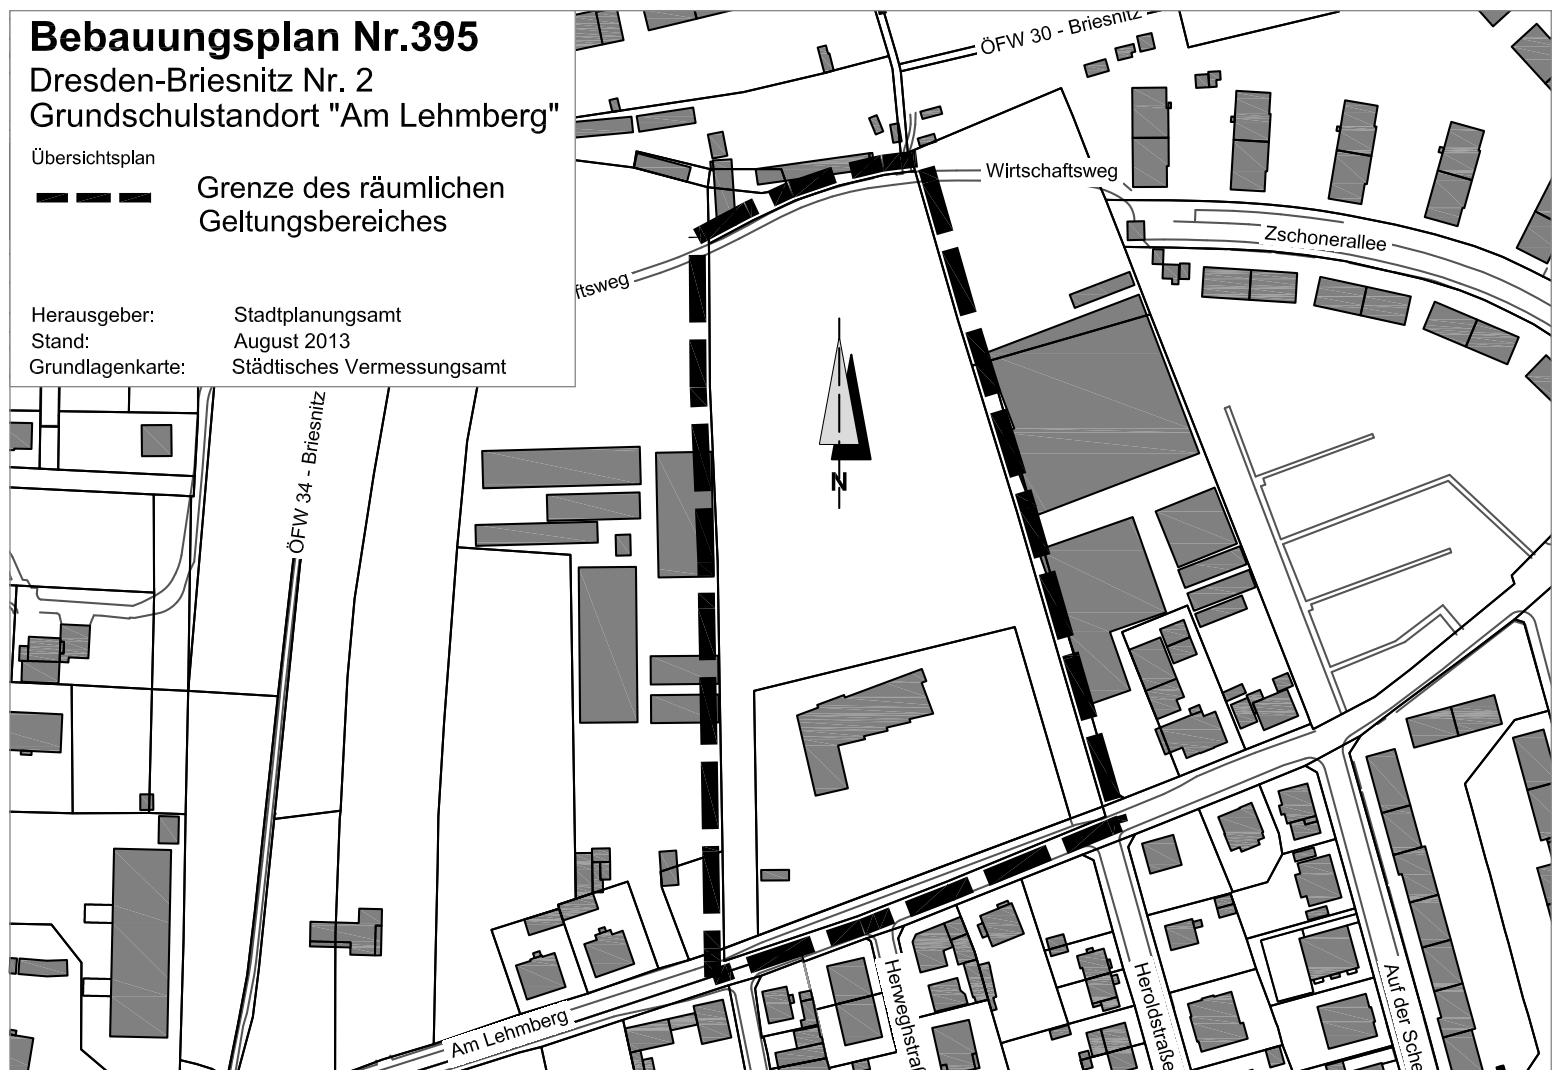 Bebauungsplan Nr.395
Dresden-Briesnitz Nr. 2
Grundschulstandort "Am Lehmberg"
Übersichtsplan
Grenze des räumlichen
Geltungsbereiches
Herausgeber: Stadtplanungsamt
Stand: August 2013
Grundlagenkarte: Städtisches Vermessungsamt
ÖFW 30 - Briesnitz
Wirtschaftsweg
Zschonerallee
ftsweg
ÖFW 34 - Briesnitz
N
Am Lehmberg
Herweghstraß
Heroldstraße
Auf der Sche